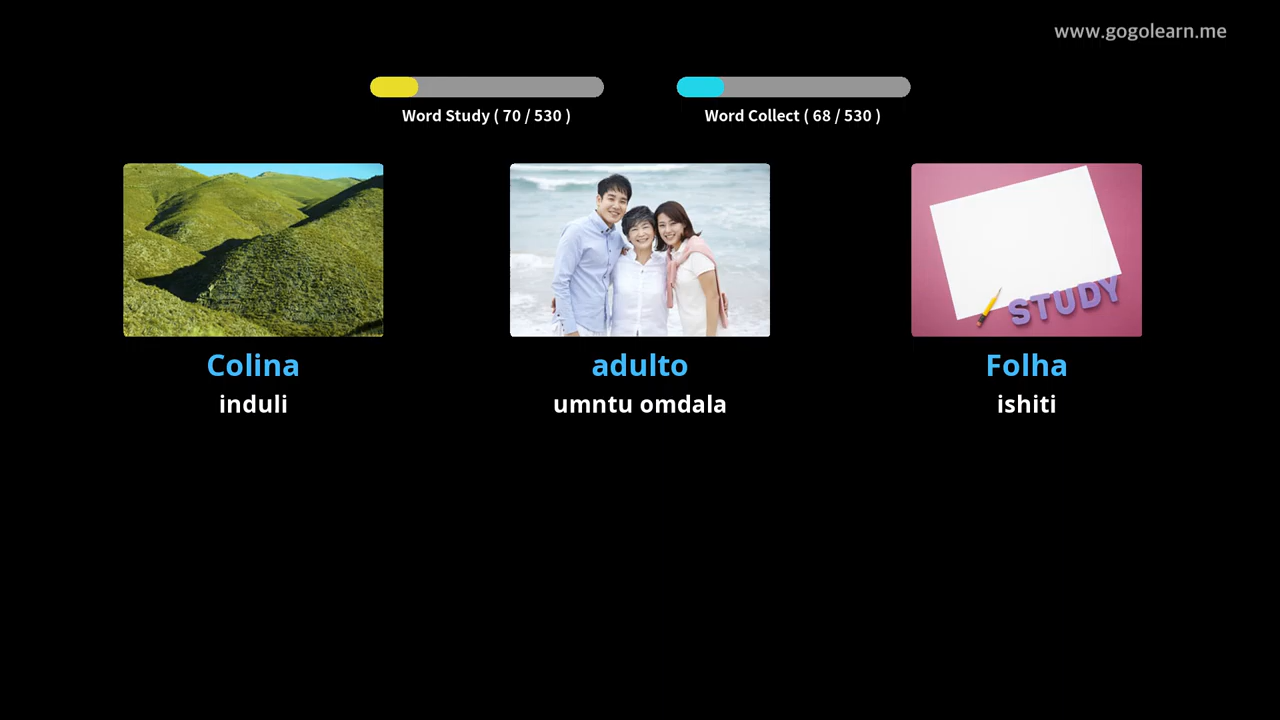 www.gogolearn.me
Word Study ( 70 / 530 )
Word Collect ( 68 / 530 )
STUDY
Colina
adulto
Folha
induli
umntu omdala
ishiti